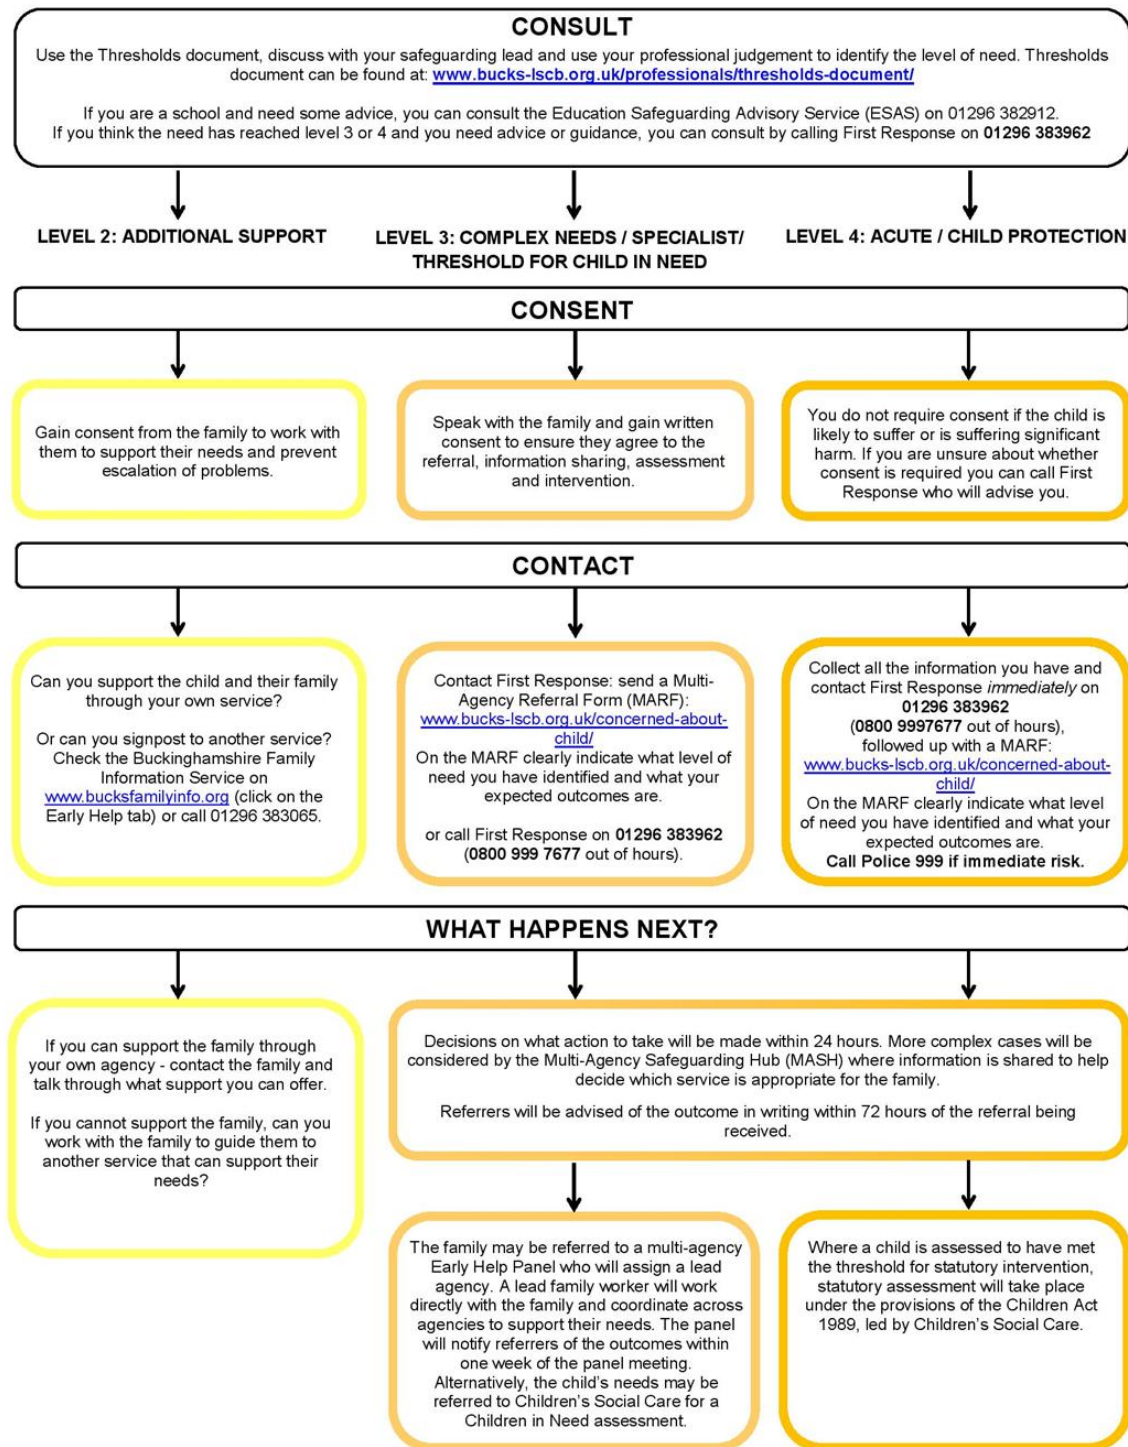 CONSULT
Use the Thresholds document, discuss with your safeguarding lead and use your professional judgement to identify the level of need. Thresholds
document can be found at: www.bucks-lscb.org.uk/professionals/thresholds-document/
If you are a school and need some advice, you can consult the Education Safeguarding Advisory Service (ESAS) on 01296 382912.
If you think the need has reached level 3 or 4 and you need advice or guidance, you can consult by calling First Response on 01296 383962
LEVEL 2: ADDITIONAL SUPPORT
LEVEL 3: COMPLEX NEEDS / SPECIALIST/
THRESHOLD FOR CHILD IN NEED
LEVEL 4: ACUTE / CHILD PROTECTION
CONSENT
Gain consent from the family to work with
them to support their needs and prevent
escalation of problems.
Speak with the family and gain written
consent to ensure they agree to the
referral, information sharing, assessment
and intervention.
You do not require consent if the child is
likely to suffer or is suffering significant
harm. If you are unsure about whether
consent is required you can call First
Response who will advise you.
CONTACT
Can you support the child and their family
through your own service?
Or can you signpost to another service?
Check the Buckinghamshire Family
Information Service on
www.bucksfamilyinfo.org (click on the
Early Help tab) or call 01296 383065.
Contact First Response: send a Multi-
Agency Referral Form (MARF):
www.bucks-lscb.org.uk/concerned-about-
child/
On the MARF clearly indicate what level of
need you have identified and what your
expected outcomes are.
or call First Response on 01296 383962
(0800 999 7677 out of hours).
Collect all the information you have and
contact First Response immediately on
01296 383962
(0800 9997677 out of hours),
followed up with a MARF:
www.bucks-lscb.org.uk/concerned-about-
child/
On the MARF clearly indicate what level
of need you have identified and what your
expected outcomes are.
Call Police 999 if immediate risk.
WHAT HAPPENS NEXT?
If you can support the family through
your own agency - contact the family and
talk through what support you can offer.
If you cannot support the family, can you
work with the family to guide them to
another service that can support their
needs?
Decisions on what action to take will be made within 24 hours. More complex cases will be
considered by the Multi-Agency Safeguarding Hub (MASH) where information is shared to help
decide which service is appropriate for the family.
Referrers will be advised of the outcome in writing within 72 hours of the referral being
received.
The family may be referred to a multi-agency
Early Help Panel who will assign a lead
agency. A lead family worker will work
directly with the family and coordinate across
agencies to support their needs. The panel
will notify referrers of the outcomes within
one week of the panel meeting.
Alternatively, the child's needs may be
referred to Children's Social Care for a
Children in Need assessment.
Where a child is assessed to have met
the threshold for statutory intervention,
statutory assessment will take place
under the provisions of the Children Act
1989, led by Children's Social Care.